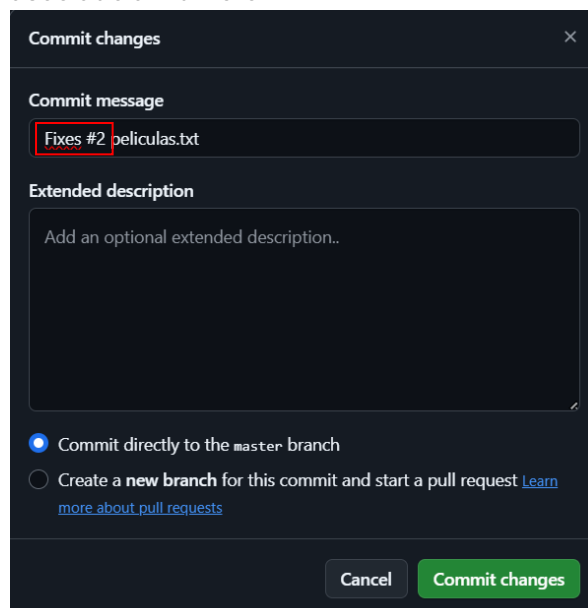 Commit changes
Commit message
Fixes #2 peliculas.txt
Extended description
Add an optional extended description..
Commit directly to the master branch
Create a new branch for this commit and start a pull request Learn
more about pull requests
Cancel Commit changes